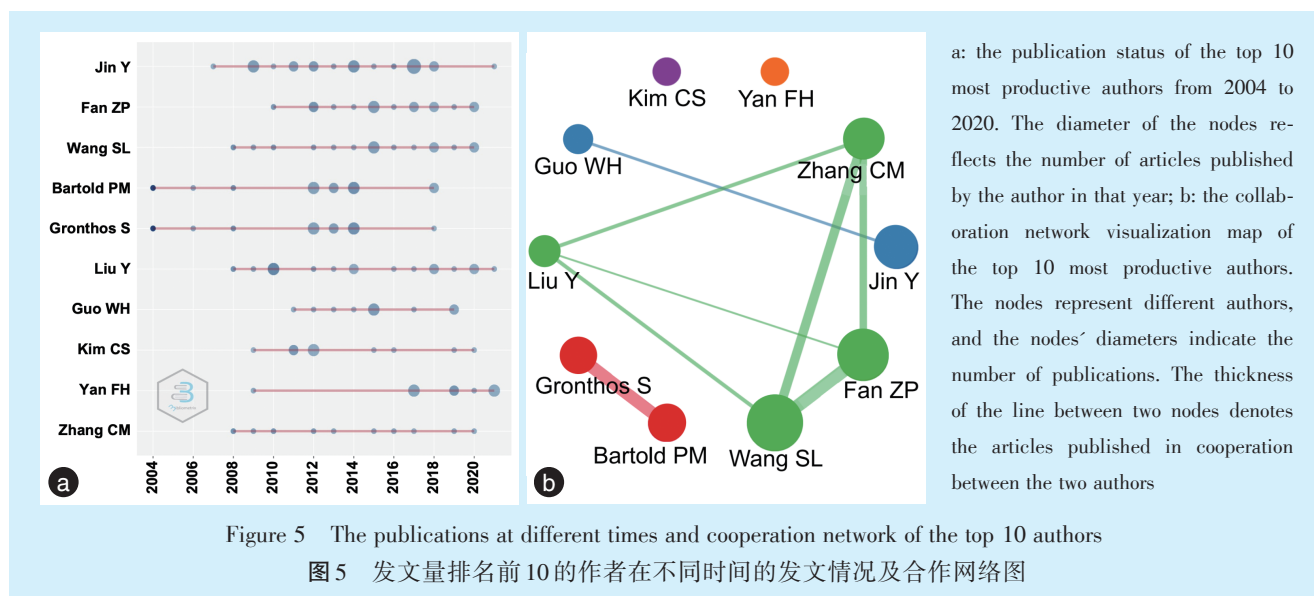 Jin Y
Fan ZP
Wang SL
Bartold PM
Gronthos S
Liu Y
Guo WH
Kim CS
Yan FH
Zhang CM
2004
2006
2008
2010
2012
2014
2016
2018
2020
a
Kim CS
Yan FH
Guo WH
Zhang CM
Liu Y
Jin Y
Gronthos S
Fan ZP
Bartold PM
Wang SL
b
a: the publication status of the top 10
most productive authors from 2004 to
2020. The diameter of the nodes re-
flects the number of articles published
by the author in that year; b: the collab-
oration network visualization map of
the top 10 most productive authors.
The nodes represent different authors,
and the nodes´ diameters indicate the
number of publications. The thickness
of the line between two nodes denotes
the articles published in cooperation
between the two authors
Figure 5 The publications at different times and cooperation network of the top 10 authors
图5 发文量排名前10的作者在不同时间的发文情况及合作网络图